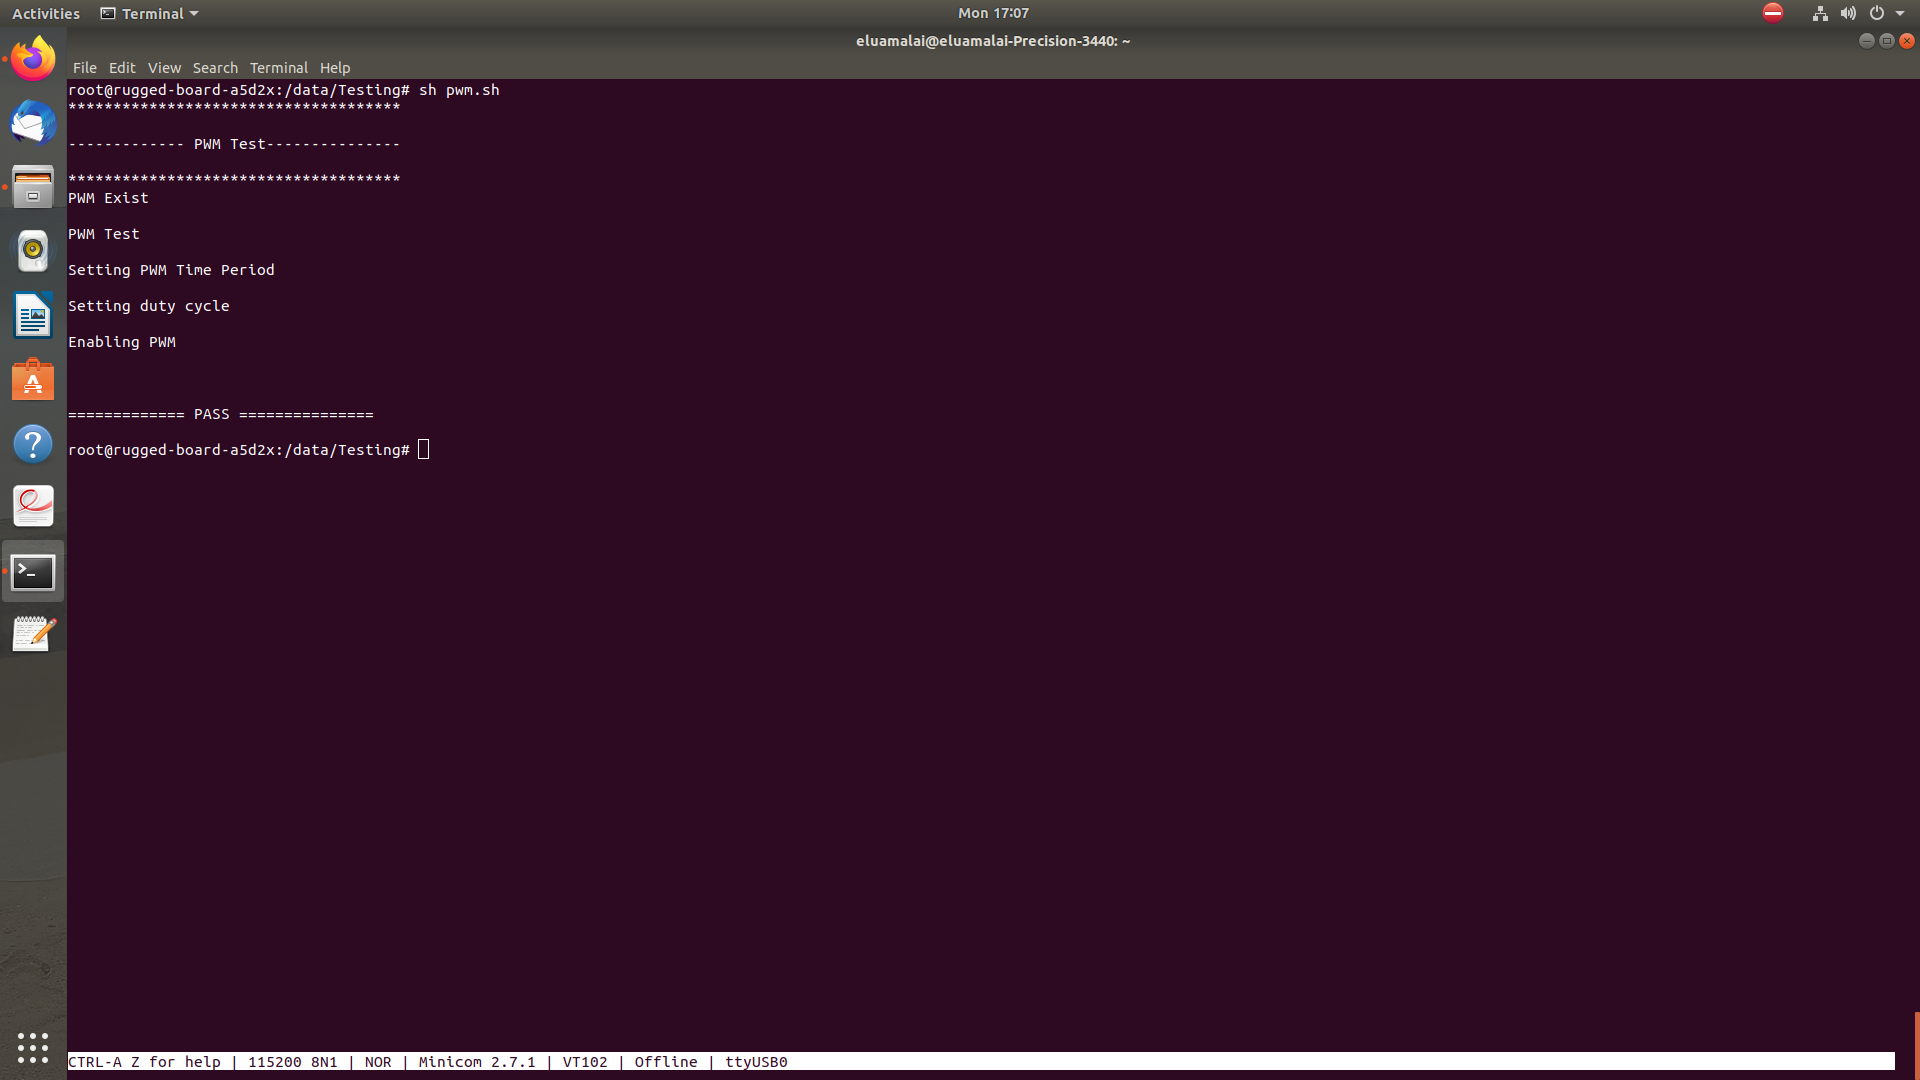 Activities Terminal Mon 17:07
eluamalai@eluamalai-Precision-3440: ~
File Edit View Search Terminal Help
root@rugged-board-a5d2x:/data/Testing# sh pwm.sh
*************************************
------------- PWM Test---------------
*************************************
PWM Exist
PWM Test
Setting PWM Time Period
Setting duty cycle
Enabling PWM
============= PASS ===============
root@rugged-board-a5d2x:/data/Testing#
CTRL-A Z for help | 115200 8N1 | NOR | Minicom 2.7.1 | VT102 | Offline | ttyUSB0